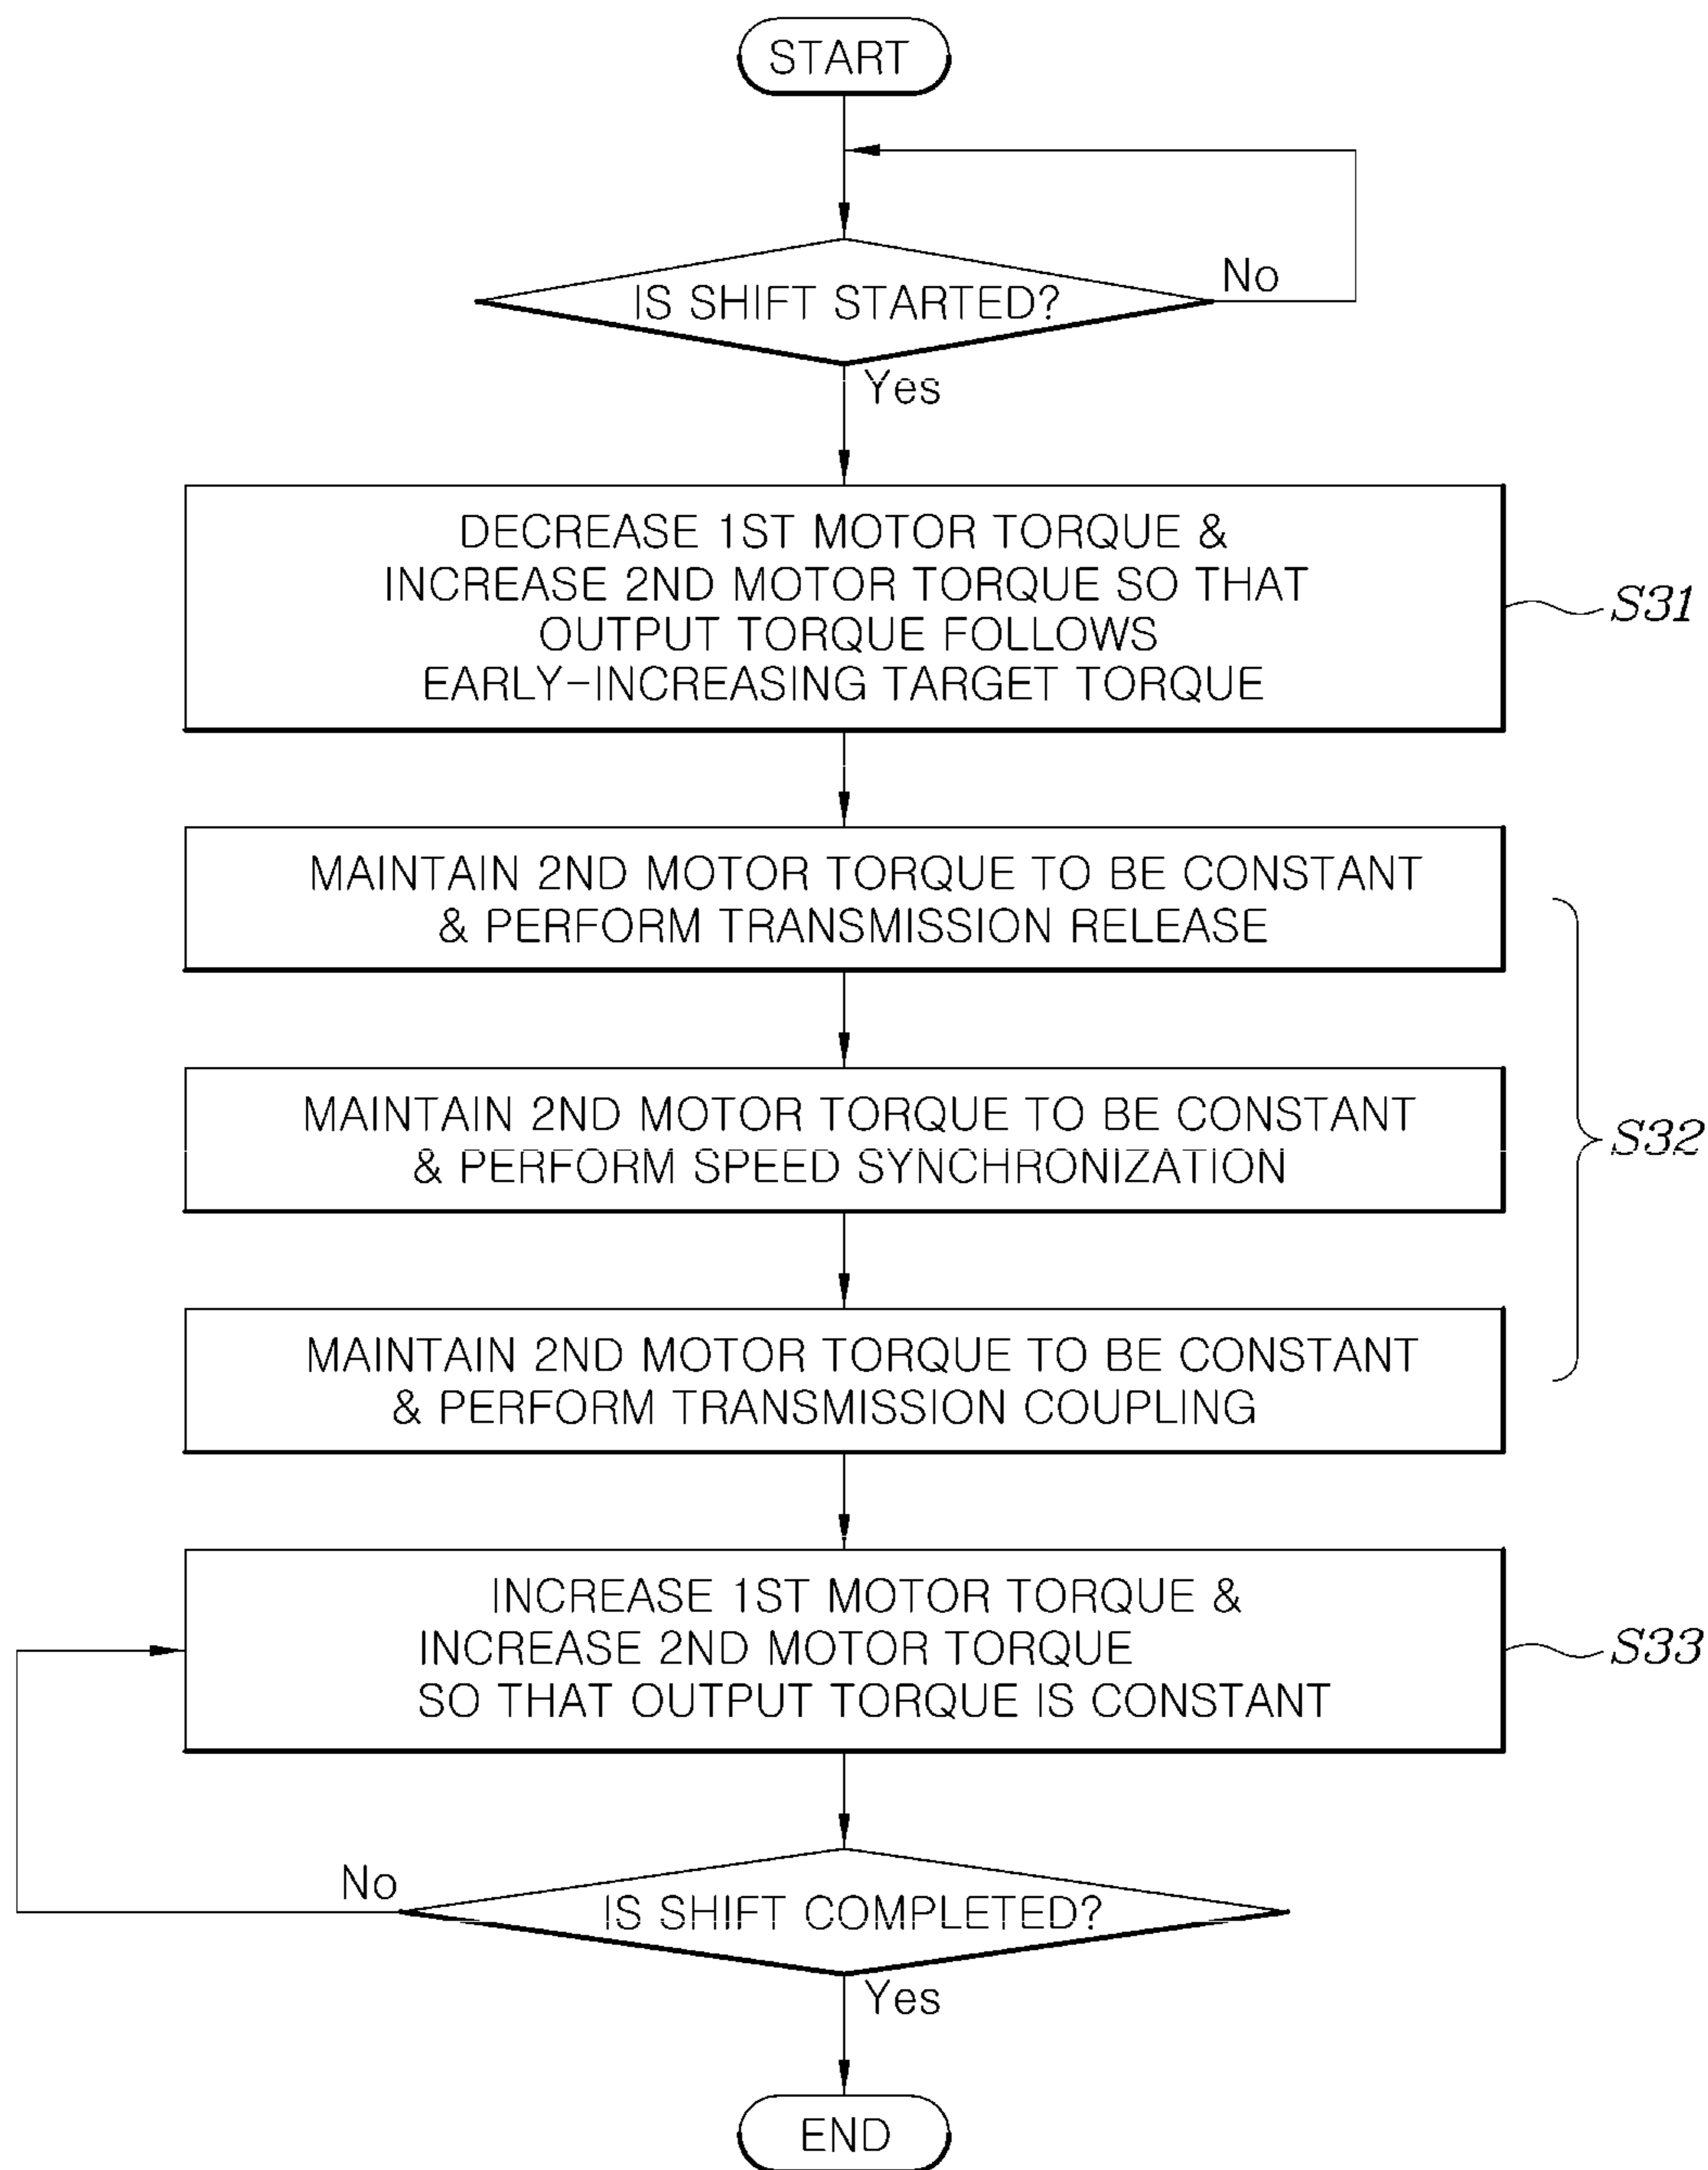 START
IS SHIFT STARTED?
No
Yes
DECREASE 1ST MOTOR TORQUE &
INCREASE 2ND MOTOR TORQUE SO THAT
OUTPUT TORQUE FOLLOWS
EARLY-INCREASING TARGET TORQUE
S31
MAINTAIN 2ND MOTOR TORQUE TO BE CONSTANT
& PERFORM TRANSMISSION RELEASE
MAINTAIN 2ND MOTOR TORQUE TO BE CONSTANT
& PERFORM SPEED SYNCHRONIZATION
S32
MAINTAIN 2ND MOTOR TORQUE TO BE CONSTANT
& PERFORM TRANSMISSION COUPLING
INCREASE 1ST MOTOR TORQUE &
INCREASE 2ND MOTOR TORQUE
SO THAT OUTPUT TORQUE IS CONSTANT
S33
No
IS SHIFT COMPLETED?
Yes
END